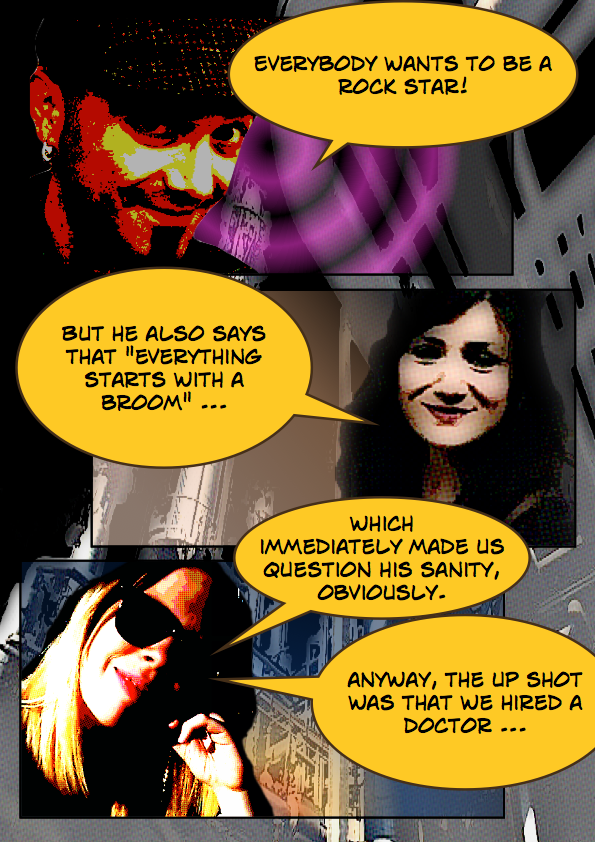 EVERYBODY WANTS TO BE A
ROCK STAR!
BUT HE ALSO SAYS
THAT "EVERYTHING
STARTS WITH A
BROOM" ...
WHICH
IMMEDIATELY MADE US
QUESTION HIS SANITY,
OBVIOUSLY.
ANYWAY, THE UP SHOT
WAS THAT WE HIRED A
DOCTOR ...